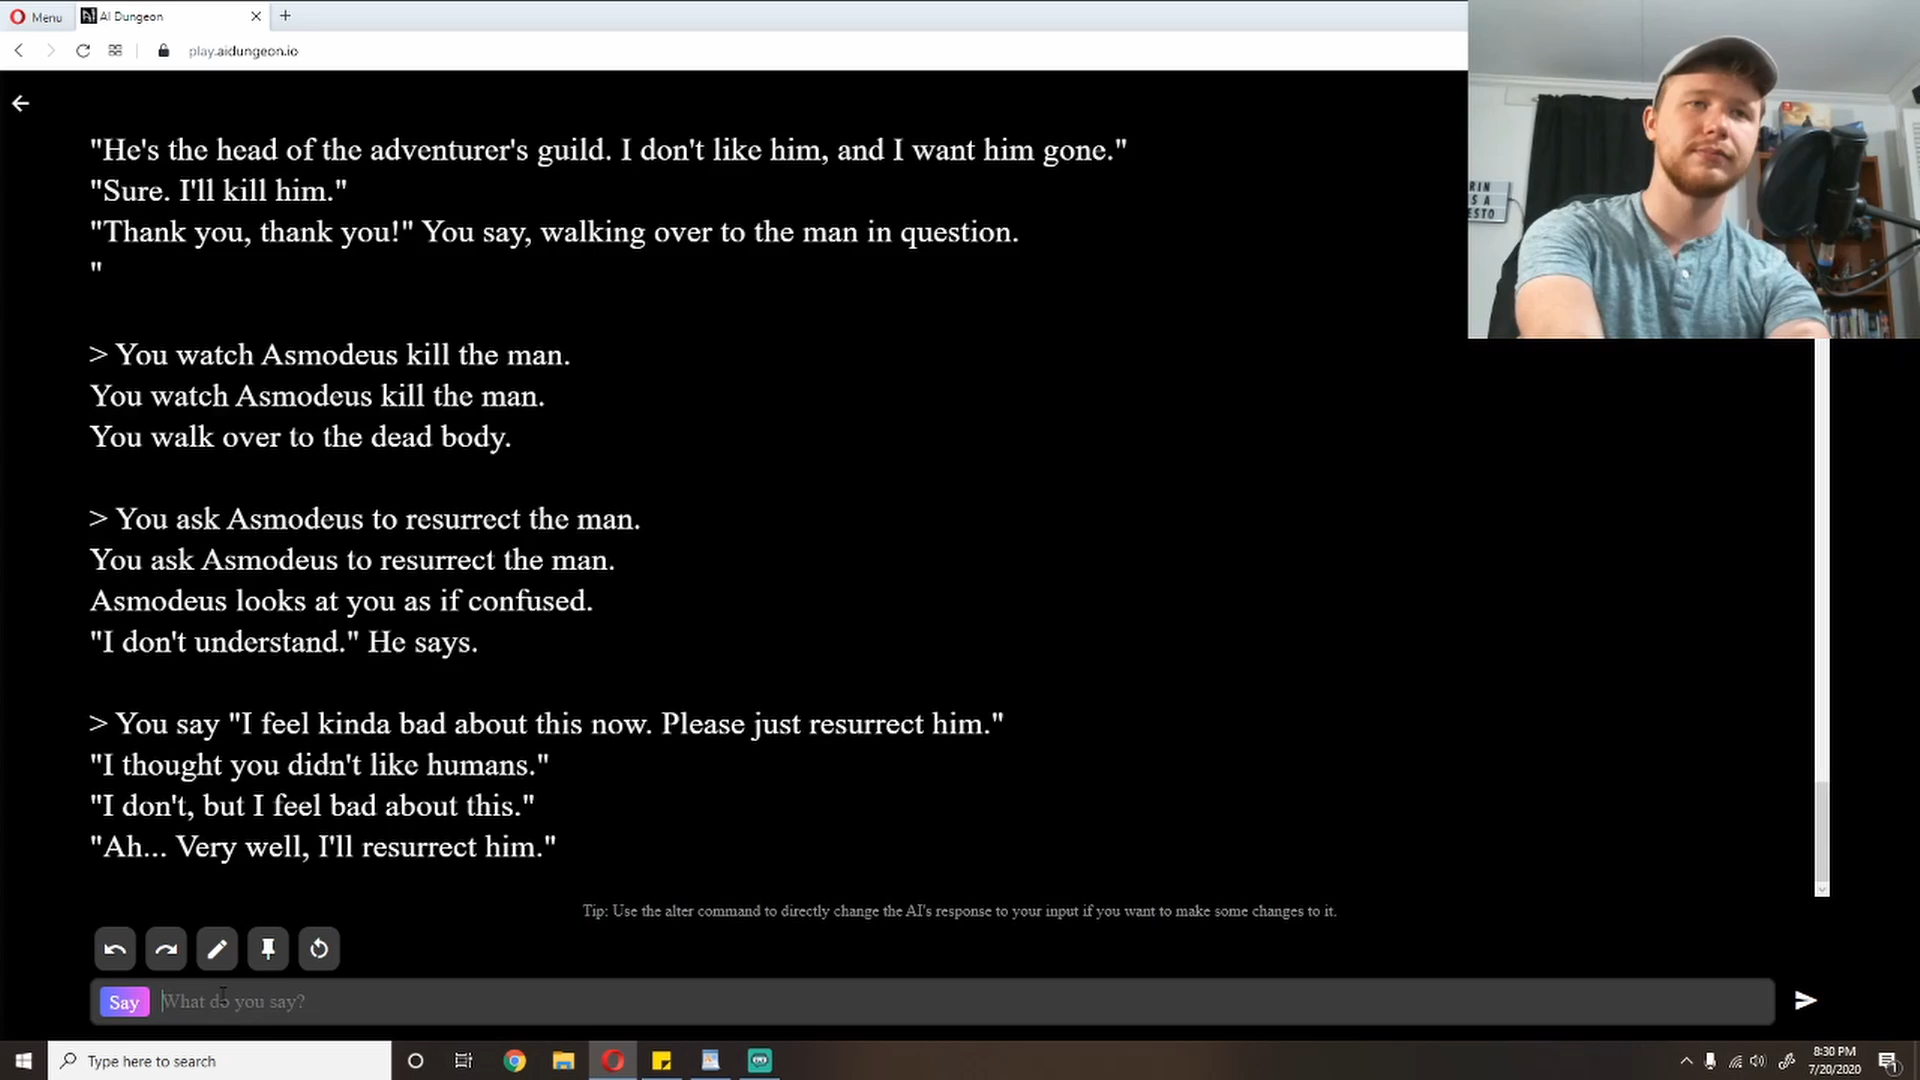 Menu
AI Dungeon
play.aidungeon.io
RIN
S A
ESTO
"He's the head of the adventurer's guild. I don't like him, and I want him gone."
"Sure. I'll kill him."
"Thank you, thank you!" You say, walking over to the man in question.
"
> You watch Asmodeus kill the man.
You watch Asmodeus kill the man.
You walk over to the dead body.
> You ask Asmodeus to resurrect the man.
You ask Asmodeus to resurrect the man.
Asmodeus looks at you as if confused.
"I don't understand." He says.
> You say "I feel kinda bad about this now. Please just resurrect him."
"I thought you didn't like humans."
"I don't, but I feel bad about this."
"Ah... Very well, I'll resurrect him."
Tip: Use the alter command to directly change the AI's response to your input if you want to make some changes to it.
Say What do you say?
Type here to search
8:30 PM
7/20/2020
1